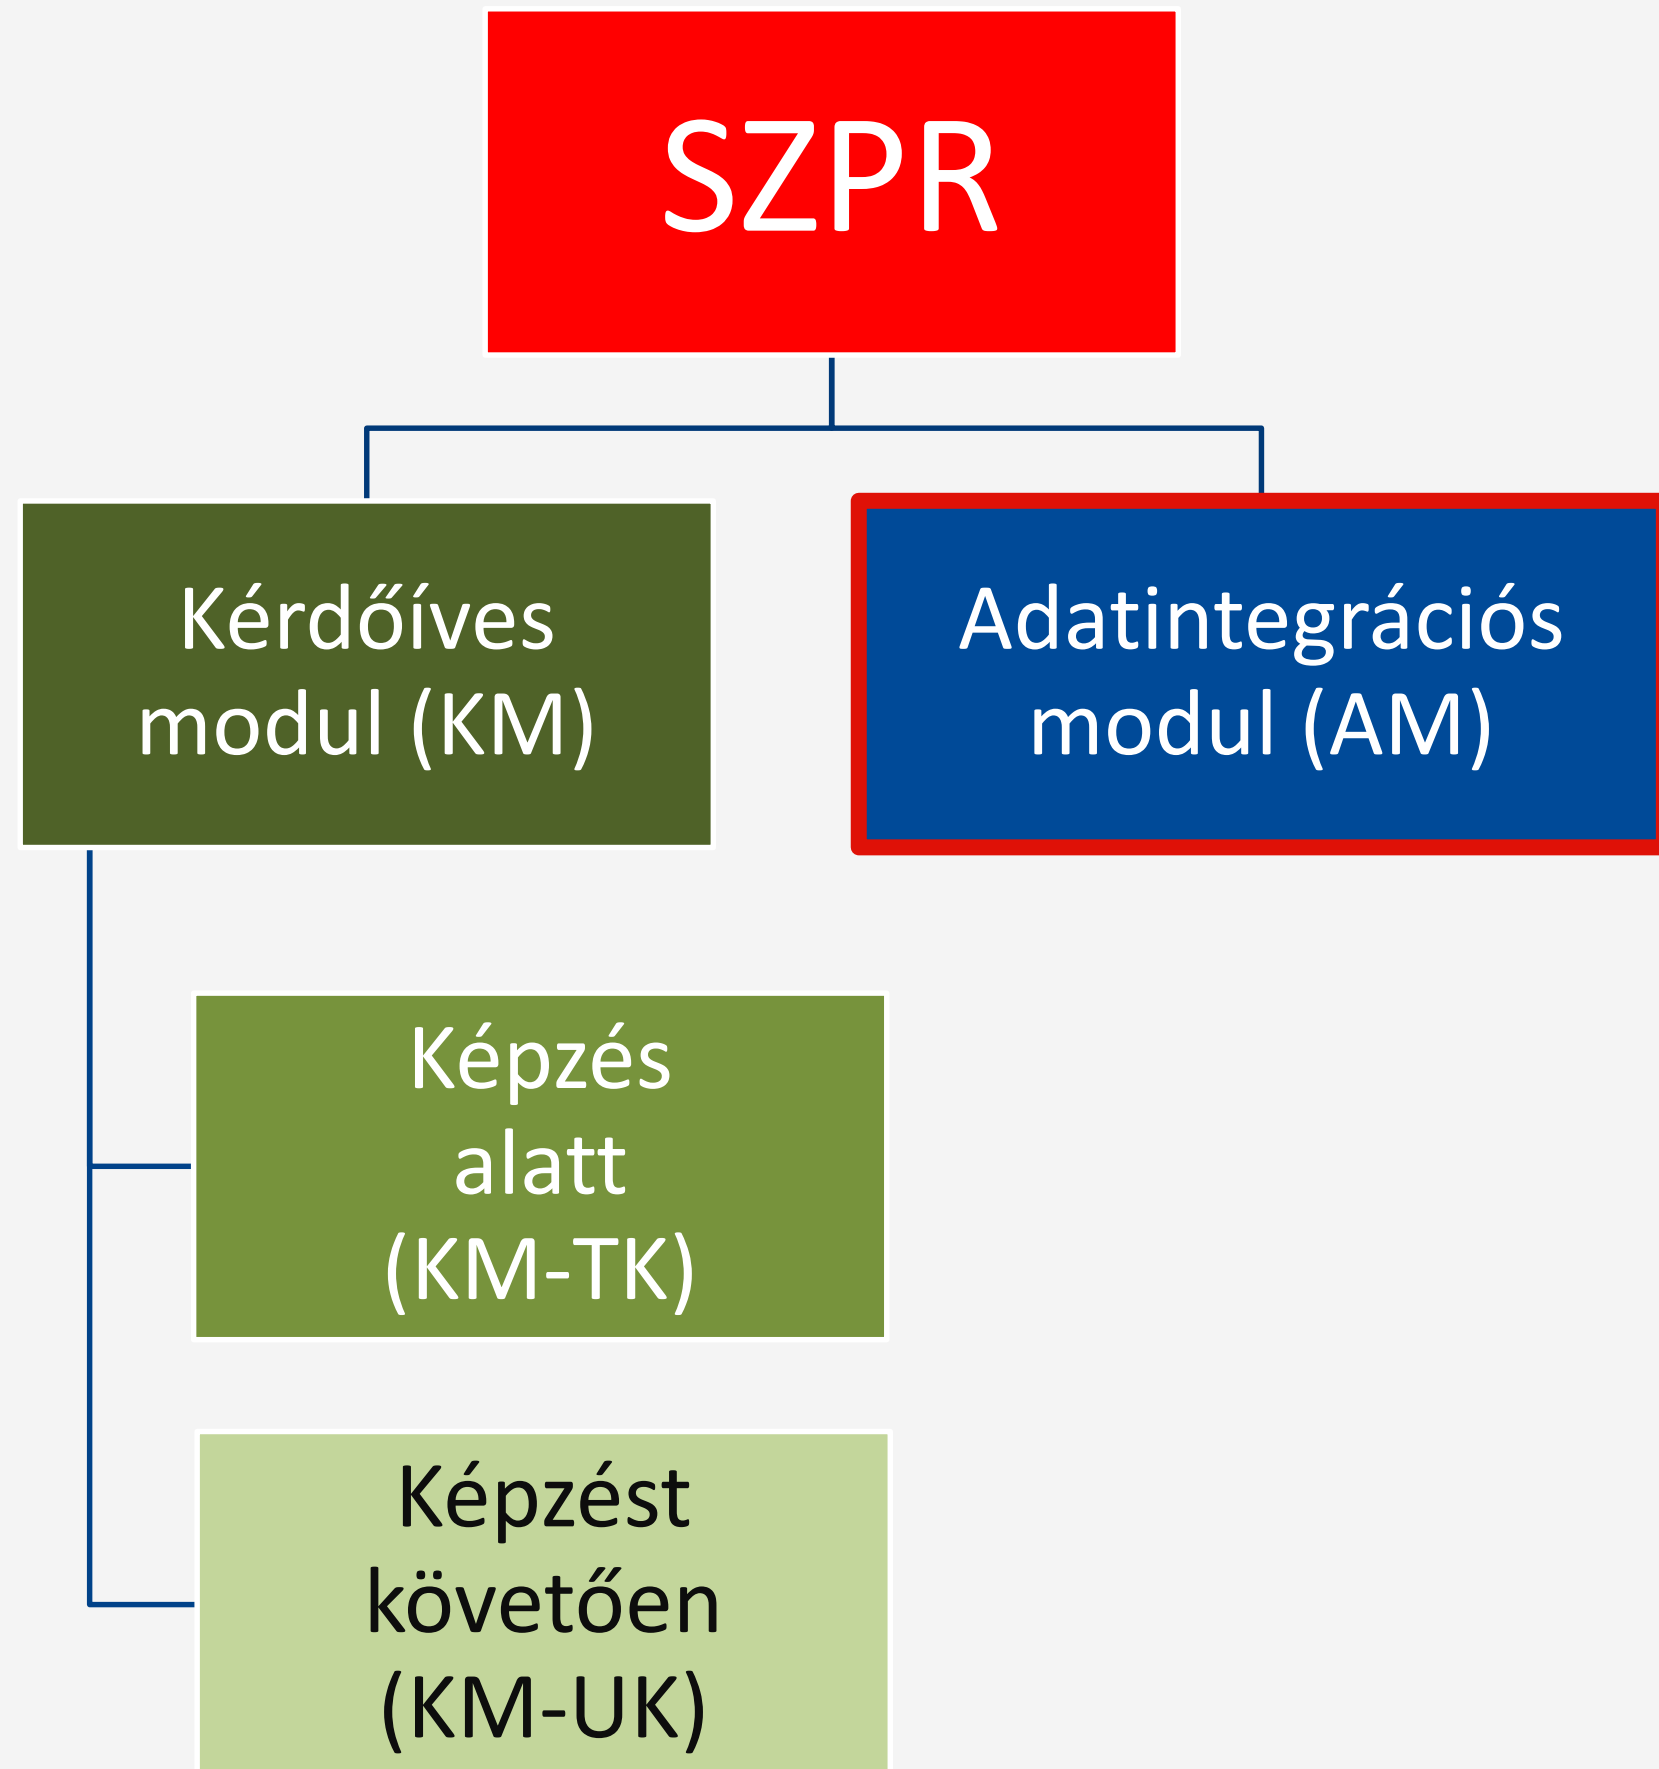 SZPR
Kérdőíves
modul (KM)
Adatintegrációs
modul (AM)
Képzés
alatt
(KM-TK)
Képzést
követően
(KM-UK)